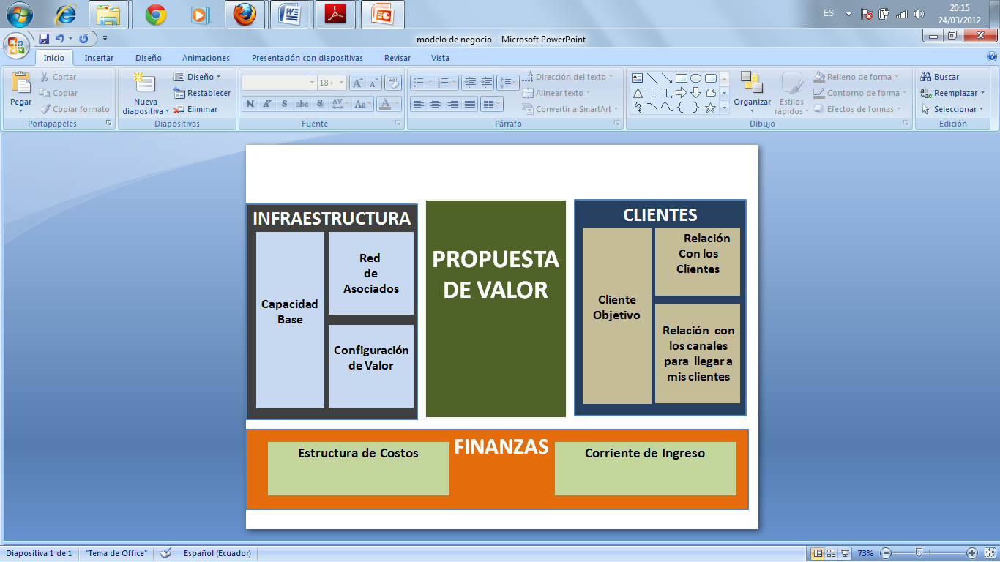 ES
20:15
24/03/2012
modelo de negocio - Microsoft PowerPoint
Inicio
Insertar
Diseño
Animaciones
Presentación con diapositivas
Revisar
Vista
Pegar
Cortar
Copiar
Copiar formato
Portapapeles
Nueva
diapositiva
Diseño
Restablecer
Eliminar
Diapositivas
18+
N K S abc S AV Aa A
Fuente
Dirección del texto
Alinear texto
Convertir a SmartArt
Párrafo
Organizar
Estilos
rápidos
Relleno de forma
Contorno de forma
Efectos de formas
Dibujo
Buscar
Reemplazar
Seleccionar
Edición
INFRAESTRUCTURA
Capacidad
Base
Red
de
Asociados
Configuración
de Valor
PROPUESTA
DE VALOR
CLIENTES
Cliente
Objetivo
Relación
Con los
Clientes
Relación con
los canales
para llegar a
mis clientes
FINANZAS
Estructura de Costos
Corriente de Ingreso
Diapositiva 1 de 1
"Tema de Office"
Español (Ecuador)
73%